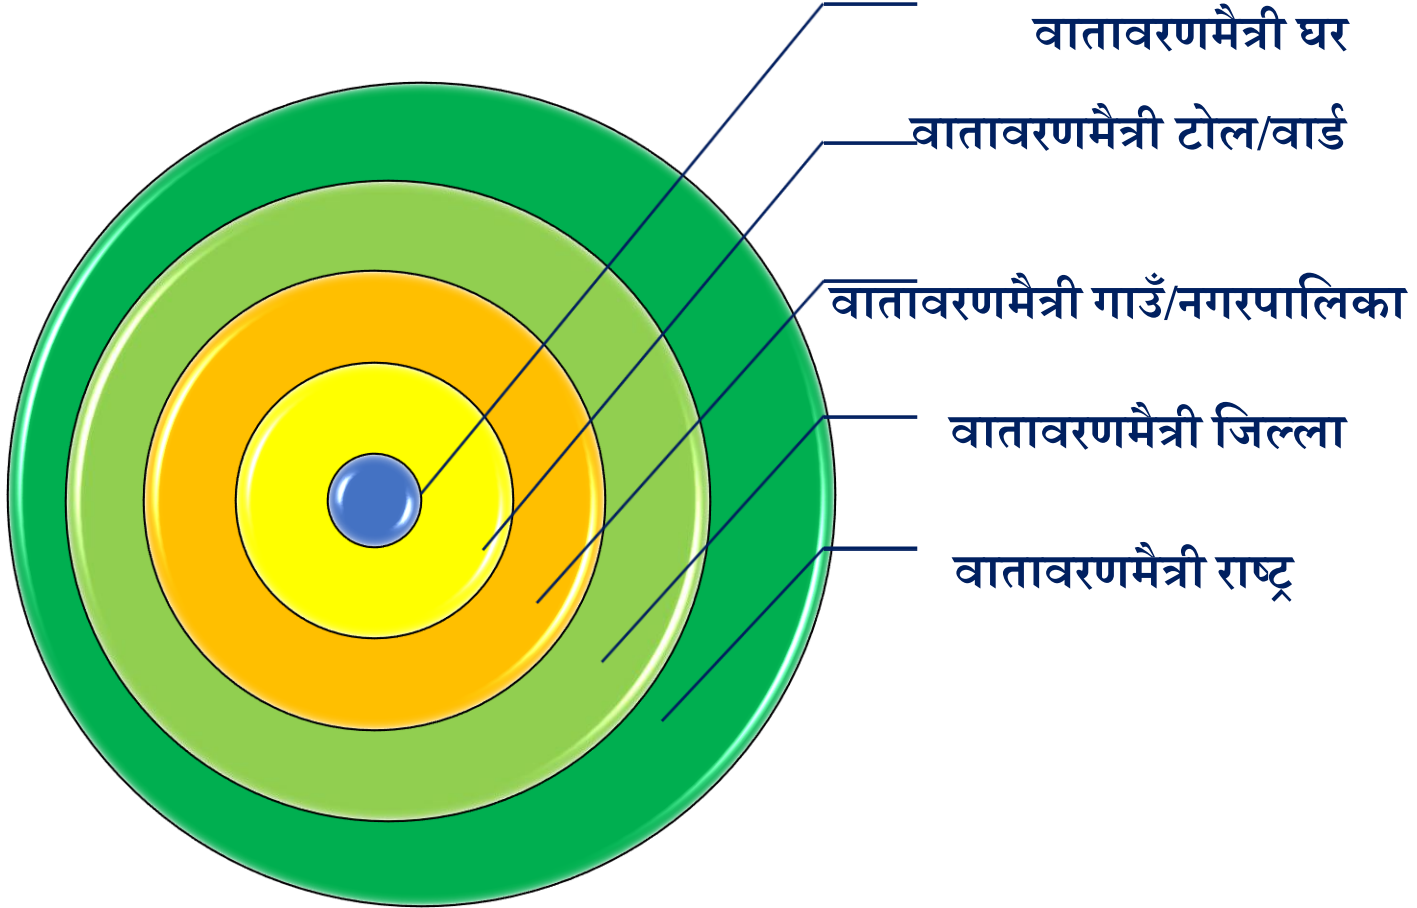 वातावरणमैत्री घर
वातावरणमैत्री टोल/वार्ड
वातावरणमैत्री गाउँ/नगरपालिका
वातावरणमैत्री जिल्ला
वातावरणमैत्री राष्ट्र